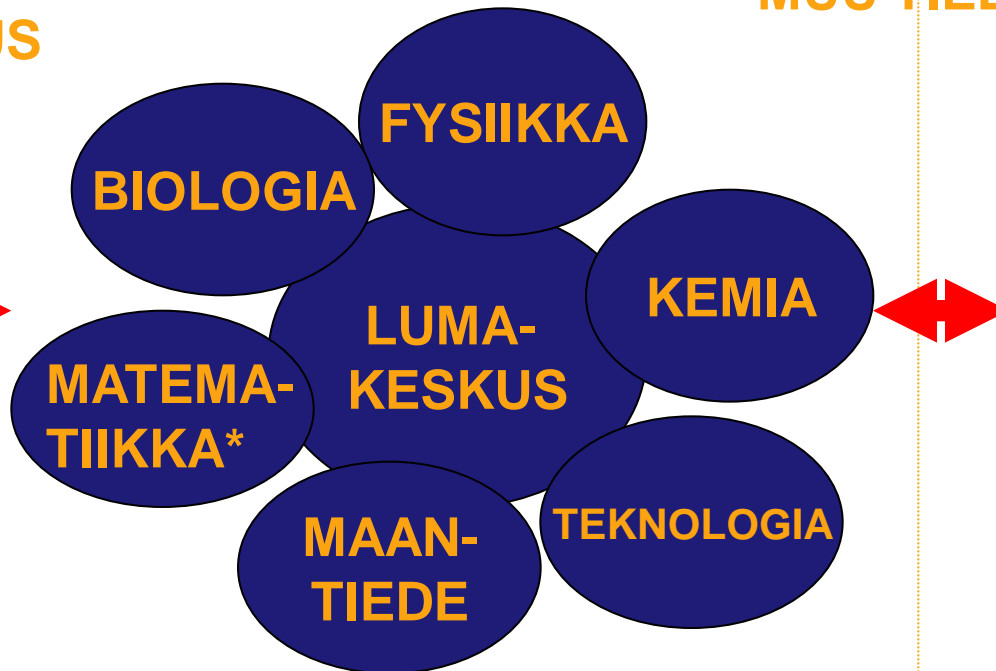 FYSIIKKA
BIOLOGIA
KEMIA
LUMA-
KESKUS
MATEMA-
TIIKKA*
TEKNOLOGIA
MAAN-
TIEDE